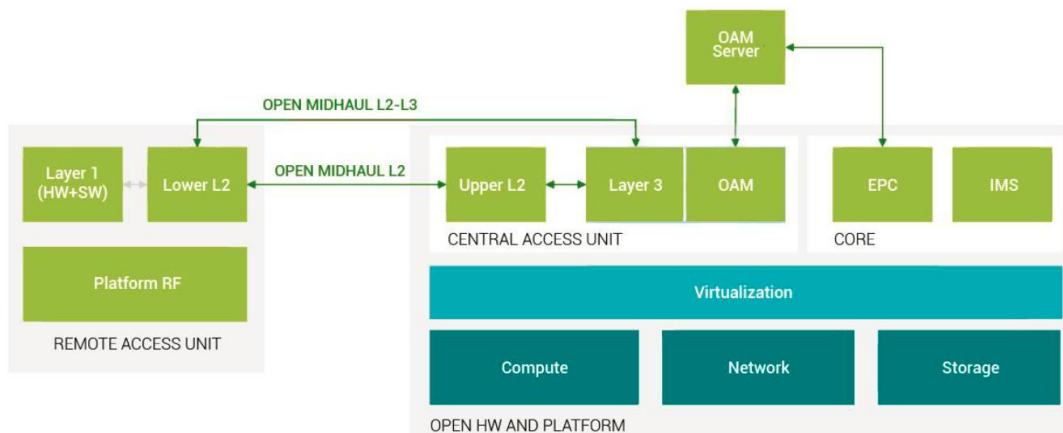 OAM
Server
OPEN MIDHAUL L2-L3
Layer 1
(HW+SW)
Lower L2
OPEN MIDHAUL L2
Upper L2
Layer 3
OAM
EPC
IMS
CENTRAL ACCESS UNIT
CORE
Platform RF
Virtualization
REMOTE ACCESS UNIT
Compute
Network
Storage
OPEN HW AND PLATFORM